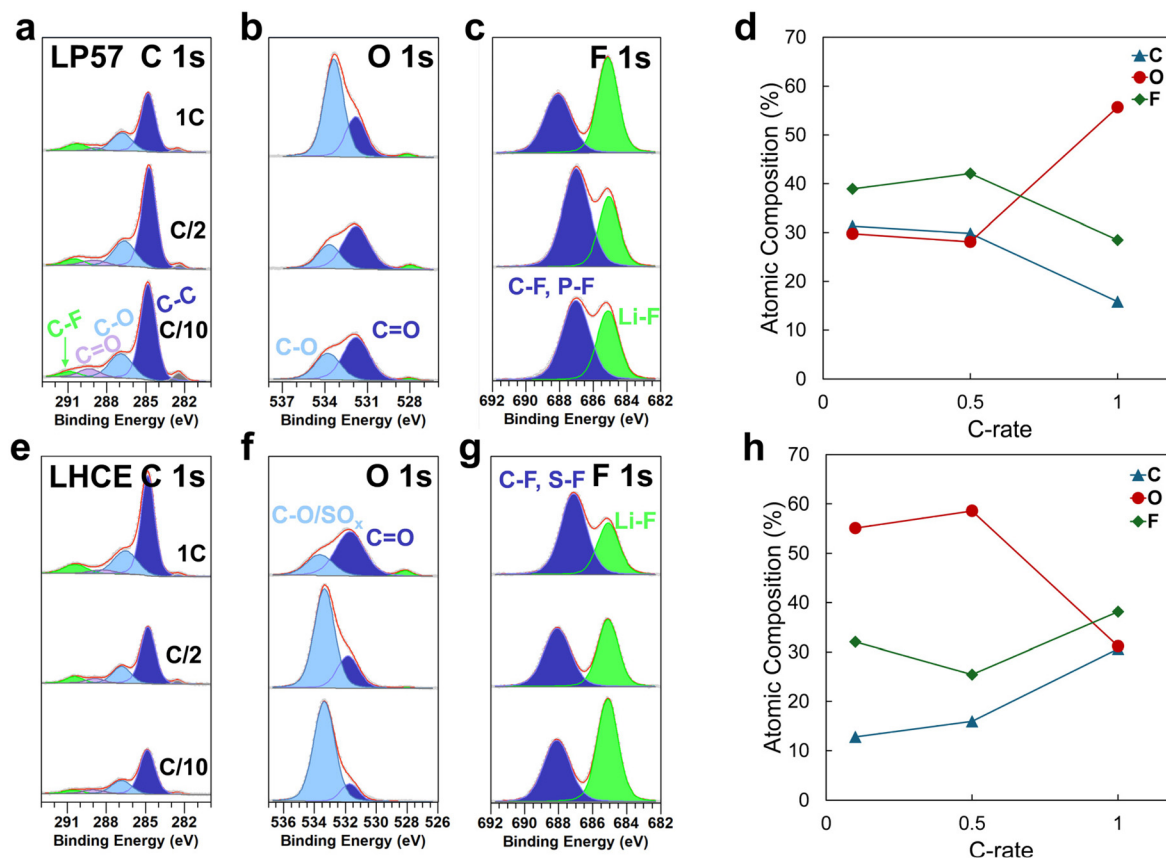 a
LP57 C 1s
1C
C/2
C-F
C=O
C-O
C-C
C/10
291 288 285 282
Binding Energy (eV)
b
O 1s
C-O
C=O
537 534 531 528
Binding Energy (eV)
c
F 1s
C-F, P-F
Li-F
692 690 688 686 684 682
Binding Energy (eV)
d
70
60
50
40
30
20
10
0
Atomic Composition (%)
C
O
F
0 0.5 1
C-rate
e
LHCE C 1s
1C
C/2
C/10
291 288 285 282
Binding Energy (eV)
f
O 1s
C-O/SOₓ
C=O
536 534 532 530 528 526
Binding Energy (eV)
g
C-F, S-F
F 1s
Li-F
692 690 688 686 684 682
Binding Energy (eV)
h
70
60
50
40
30
20
10
0
Atomic Composition (%)
C
O
F
0 0.5 1
C-rate